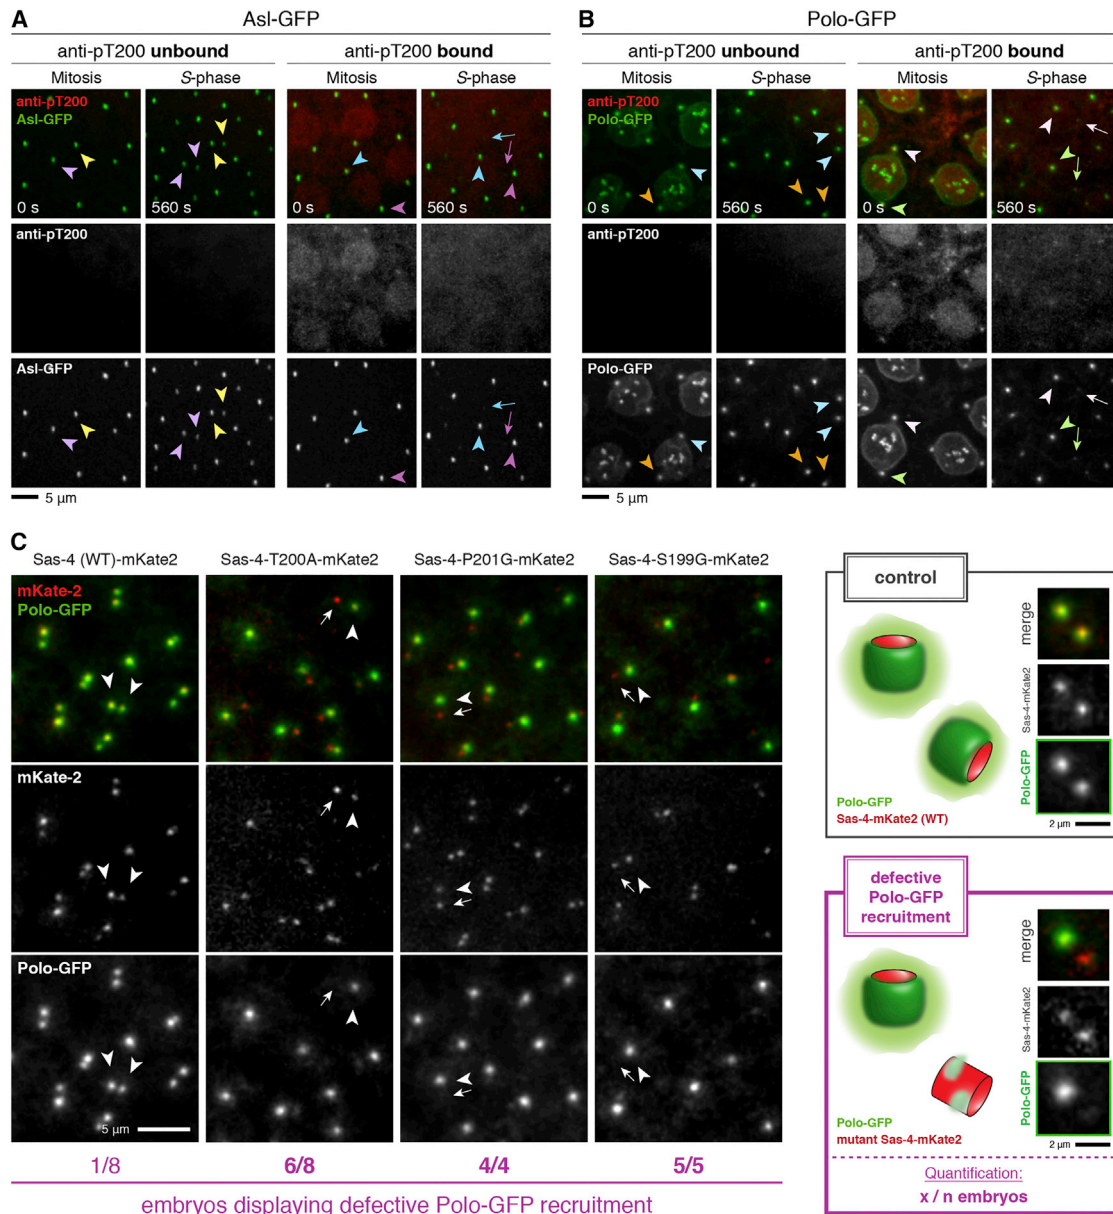 A
Asl-GFP
anti-pT200 unbound
anti-pT200 bound
Mitosis
S-phase
Mitosis
S-phase
anti-pT200
Asl-GFP
0 s
560 s
0 s
560 s
anti-pT200
Asl-GFP
5 µm
B
Polo-GFP
anti-pT200 unbound
anti-pT200 bound
Mitosis
S-phase
Mitosis
S-phase
anti-pT200
Polo-GFP
0 s
560 s
0 s
560 s
anti-pT200
Polo-GFP
5 µm
C
Sas-4 (WT)-mKate2
Sas-4-T200A-mKate2
Sas-4-P201G-mKate2
Sas-4-S199G-mKate2
mKate-2
Polo-GFP
mKate-2
Polo-GFP
5 µm
1/8
6/8
4/4
5/5
embryos displaying defective Polo-GFP recruitment
control
merge
Sas-4-mKate2
Polo-GFP
Polo-GFP
Sas-4-mKate2 (WT)
2 µm
defective
Polo-GFP
recruitment
merge
Sas-4-mKate2
Polo-GFP
Polo-GFP
mutant Sas-4-mKate2
2 µm
Quantification:
x / n embryos